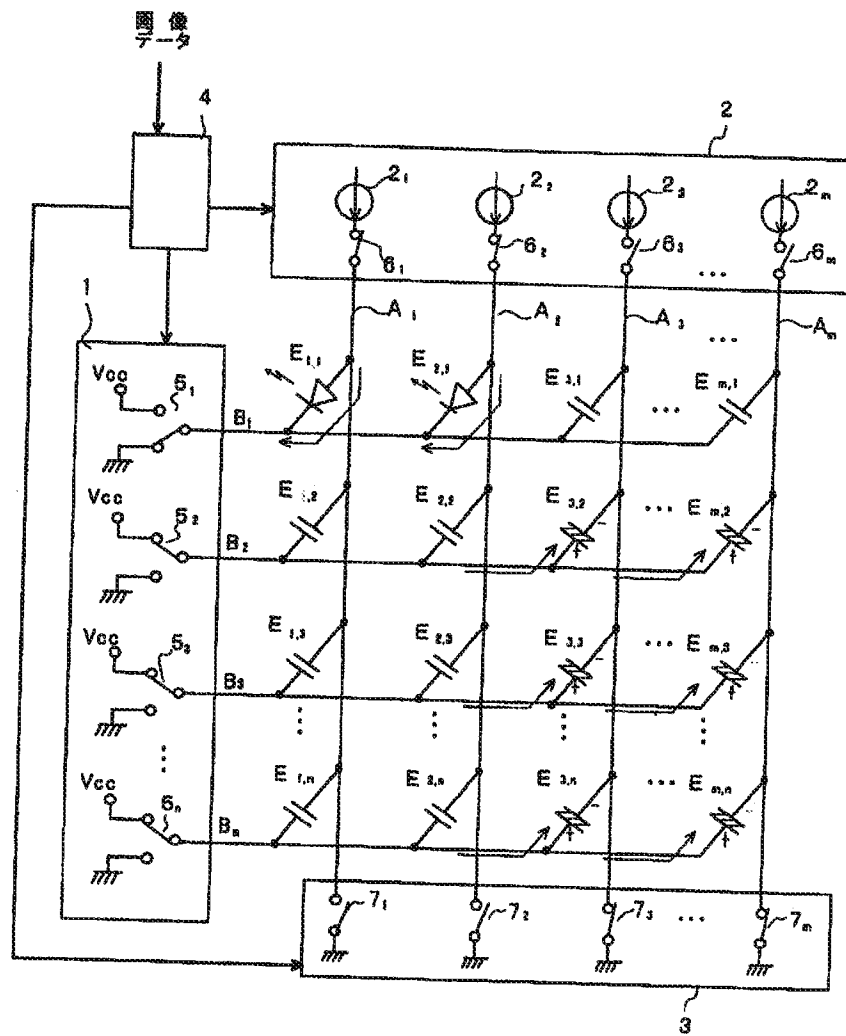 画像
データ
4
2
2₁ 2₂ 2₃ 2ₘ
6₁ 6₂ 6₃ ... 6ₘ
1
A₁ A₂ A₃ ... Aₘ
Vcc 5₁ B₁ E₁,₁ E₂,₁ E₃,₁ ... Eₘ,₁
Vcc 5₂ B₂ E₁,₂ E₂,₂ E₃,₂ ... Eₘ,₂
Vcc 5₃ B₃ E₁,₃ E₂,₃ E₃,₃ ... Eₘ,₃
Vcc 5ₙ Bₙ E₁,ₙ E₂,ₙ E₃,ₙ ... Eₘ,ₙ
7₁ 7₂ 7₃ ... 7ₘ
3